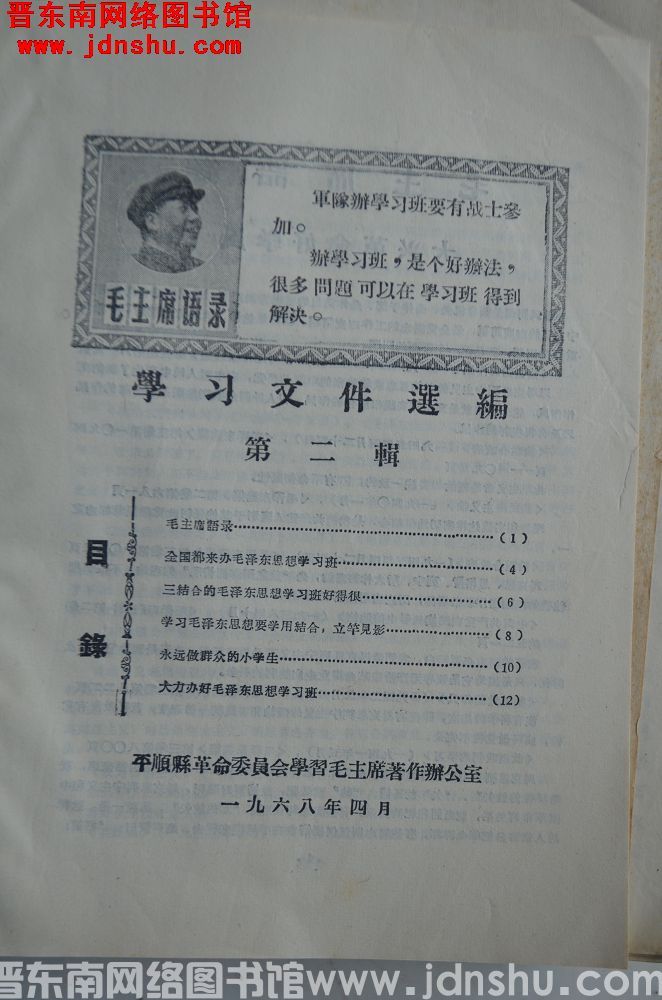 晋东南网络图书馆
www.jdnshu.com
軍隊辦學习班要有战士參
加。
辦學习班，是个好辦法，
很多問題可以在學习班得到
解决。
毛主席语录
學习文件選編
第二輯
目錄
毛主席語录……（1）
全国都来办毛泽东思想学习班……（4）
三結合的毛泽东思想学习班好得很……（6）
学习毛泽东思想要学用結合，立竿見影……（8）
永远做群众的小学生……（10）
大力办好毛泽东思想学习班……（12）
平順縣革命委員会學習毛主席著作辦公室
一九六八年四月
晋东南网络图书馆www.jdnshu.com